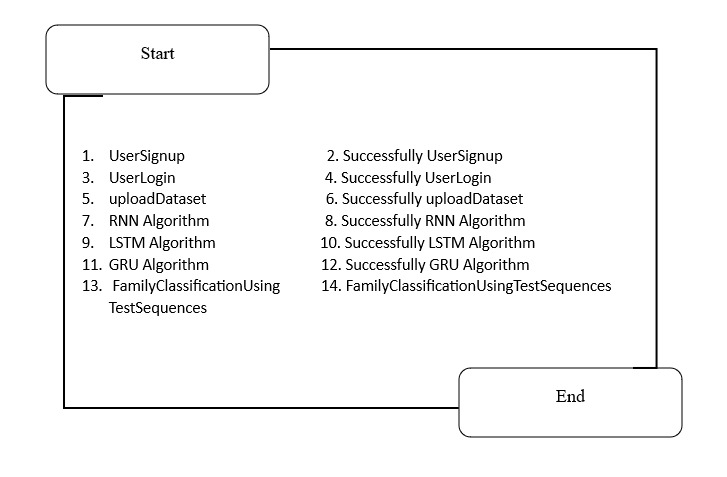 Start
1. UserSignup 2. Successfully UserSignup
3. UserLogin 4. Successfully UserLogin
5. uploadDataset 6. Successfully uploadDataset
7. RNN Algorithm 8. Successfully RNN Algorithm
9. LSTM Algorithm 10. Successfully LSTM Algorithm
11. GRU Algorithm 12. Successfully GRU Algorithm
13. FamilyClassificationUsing 14. FamilyClassificationUsingTestSequences
TestSequences
End